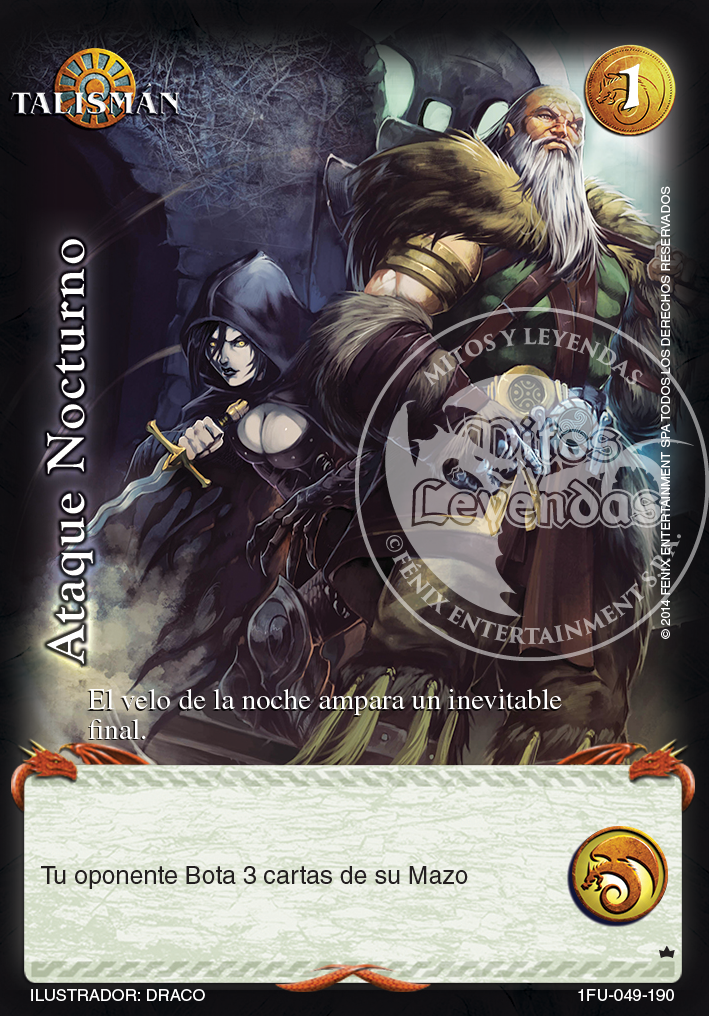 TALISMÁN
1
Ataque Nocturno
MITOS Y LEYENDAS
Mitos
Leyendas
© FÉNIX ENTERTAINMENT S.P.A.
© 2014 FÉNIX ENTERTAINMENT SPA TODOS LOS DERECHOS RESERVADOS
El velo de la noche ampara un inevitable
final.
Tu oponente Bota 3 cartas de su Mazo
ILUSTRADOR: DRACO
1FU-049-190